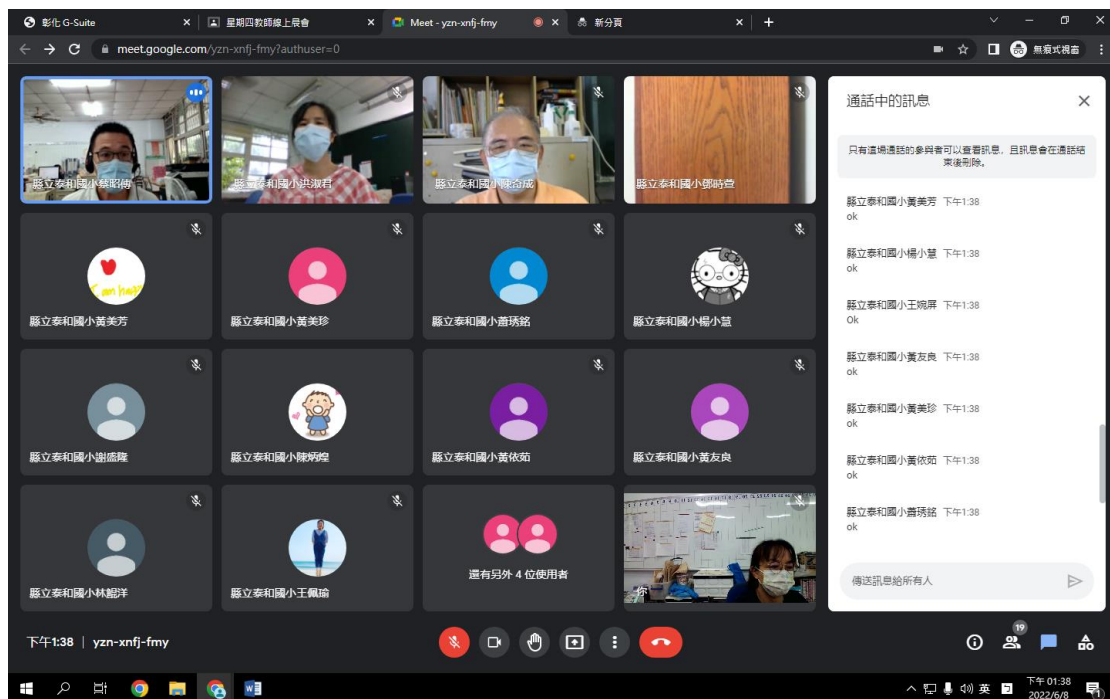 彰化 G-Suite
星期四教師線上晨會
Meet - yzn-xnfj-fmy
新分頁
meet.google.com/yzn-xnfj-fmy?authuser=0
無痕式視窗
縣立泰和國小蔡昭傳
縣立泰和國小洪淑君
縣立泰和國小陳奇成
縣立泰和國小鄧時萱
I am happy
縣立泰和國小黃美芳
縣立泰和國小黃美珍
縣立泰和國小蕭琇銘
縣立泰和國小楊小慧
縣立泰和國小謝盛隆
縣立泰和國小陳炳煌
縣立泰和國小黃依茹
縣立泰和國小黃友良
縣立泰和國小林錕洋
縣立泰和國小王佩瑜
還有另外 4 位使用者
你
通話中的訊息
只有這場通話的參與者可以查看訊息，且訊息會在通話結
束後刪除。
縣立泰和國小黃美芳 下午1:38
ok
縣立泰和國小楊小慧 下午1:38
ok
縣立泰和國小王婉屏 下午1:38
Ok
縣立泰和國小黃友良 下午1:38
ok
縣立泰和國小黃美珍 下午1:38
ok
縣立泰和國小黃依茹 下午1:38
ok
縣立泰和國小蕭琇銘 下午1:38
ok
傳送訊息給所有人
下午1:38 | yzn-xnfj-fmy
19
英
下午 01:38
2022/6/8